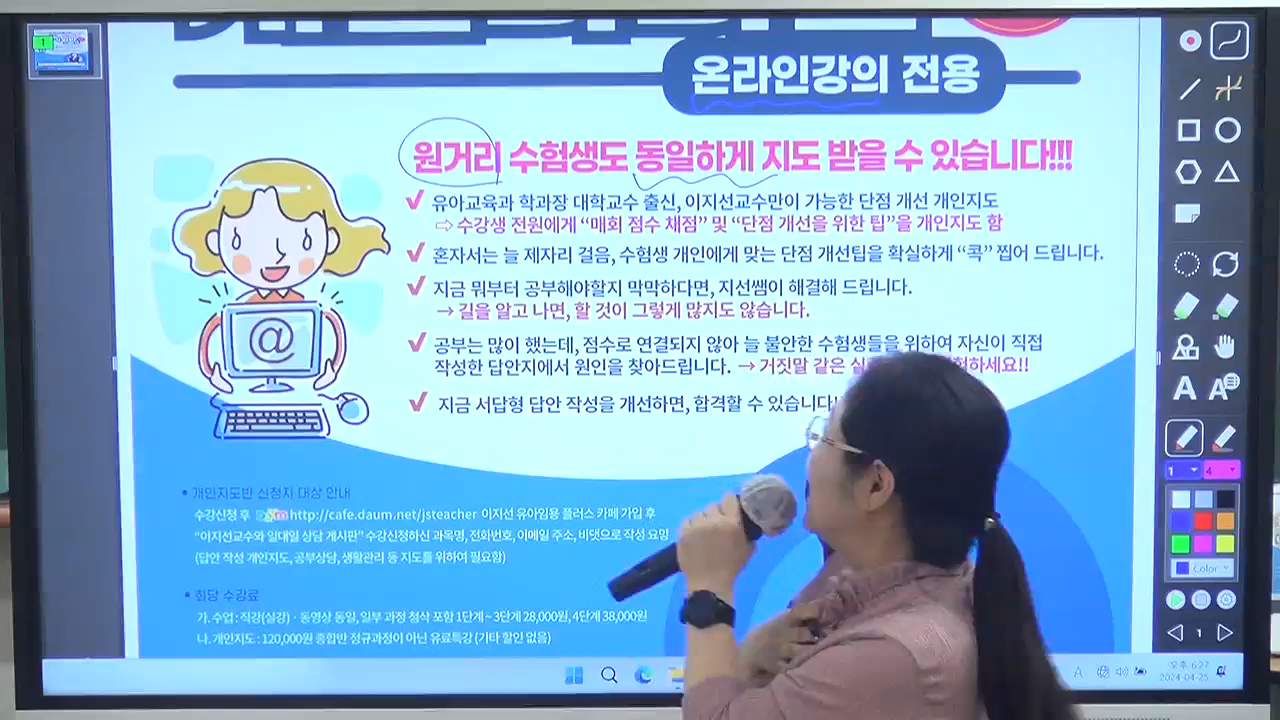 온라인강의 전용
원거리 수험생도 동일하게 지도 받을 수 있습니다!!!
유아교육과 학과장 대학교수 출신, 이지선교수만이 가능한 단점 개선 개인지도
⇨ 수강생 전원에게 “매회 점수 채점” 및 “단점 개선을 위한 팁”을 개인지도 함
혼자서는 늘 제자리 걸음, 수험생 개인에게 맞는 단점 개선팁을 확실하게 “콕” 찝어 드립니다.
지금 뭐부터 공부해야할지 막막하다면, 지선쌤이 해결해 드립니다.
→ 길을 알고 나면, 할 것이 그렇게 많지도 않습니다.
공부는 많이 했는데, 점수로 연결되지 않아 늘 불안한 수험생들을 위하여 자신이 직접
작성한 답안지에서 원인을 찾아드립니다. → 거짓말 같은 험하세요!!
지금 서답형 답안 작성을 개선하면, 합격할 수 있습니다
@
• 개인지도반 신청자 대상 안내
수강신청 후 http://cafe.daum.net/jsteacher 이지선 유아임용 플러스 카페 가입 후
“이지선교수와 일대일 상담 게시판” 수강신청하신 과목명, 전화번호, 이메일 주소, 비댓으로 작성 요망
(답안 작성 개인지도, 공부상담, 생활관리 등 지도를 위하여 필요함)
• 회당 수강료
가. 수업 : 직강(실강) · 동영상 동일, 일부 과정 첨삭 포함 1단계~3단계 28,000원, 4단계 38,000원
나. 개인지도 : 120,000원 종합반 정규과정이 아닌 유료특강 (기타 할인 없음)
1
A A
1 4
Color
1
A 오후 6:27
2024-04-25